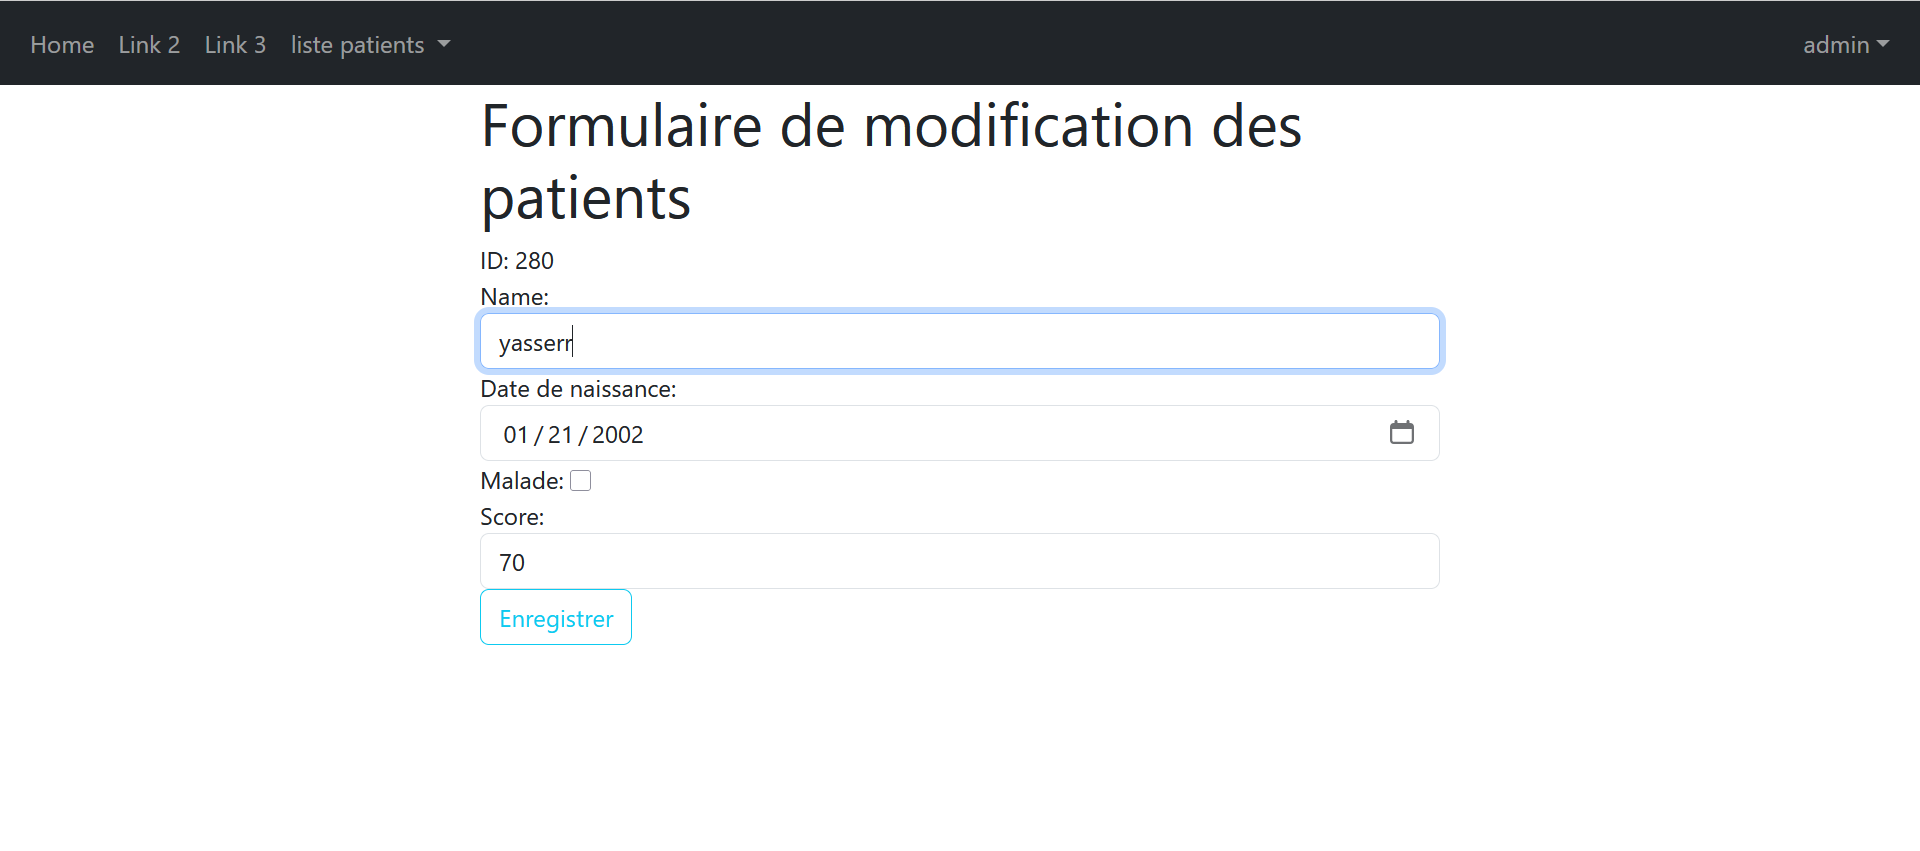 Home Link 2 Link 3 liste patients admin
Formulaire de modification des
patients
ID: 280
Name:
yasserr
Date de naissance:
01/21/2002
Malade:
Score:
70
Enregistrer